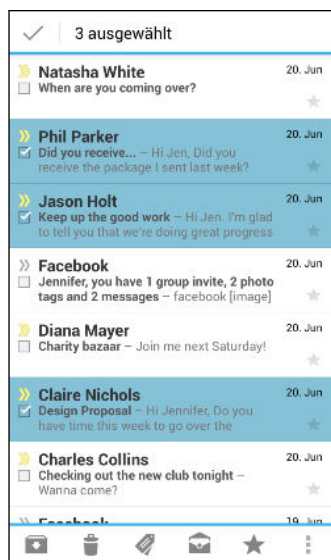 3 ausgewählt
Natasha White 20. Jun
When are you coming over?
Phil Parker 20. Jun
Did you receive... – Hi Jen, Did you
receive the package I sent last week?
Jason Holt 20. Jun
Keep up the good work – Hi Jen. I'm glad
to tell you that we're doing great progress
Facebook 20. Jun
Jennifer, you have 1 group invite, 2 photo
tags and 2 messages – facebook [image]
Diana Mayer 20. Jun
Charity bazaar – Join me next Saturday!
Claire Nichols 20. Jun
Design Proposal – Hi Jennifer, Do you
have time this week to go over the
Charles Collins 20. Jun
Checking out the new club tonight –
Wanna come?
Facebook 19. Jun